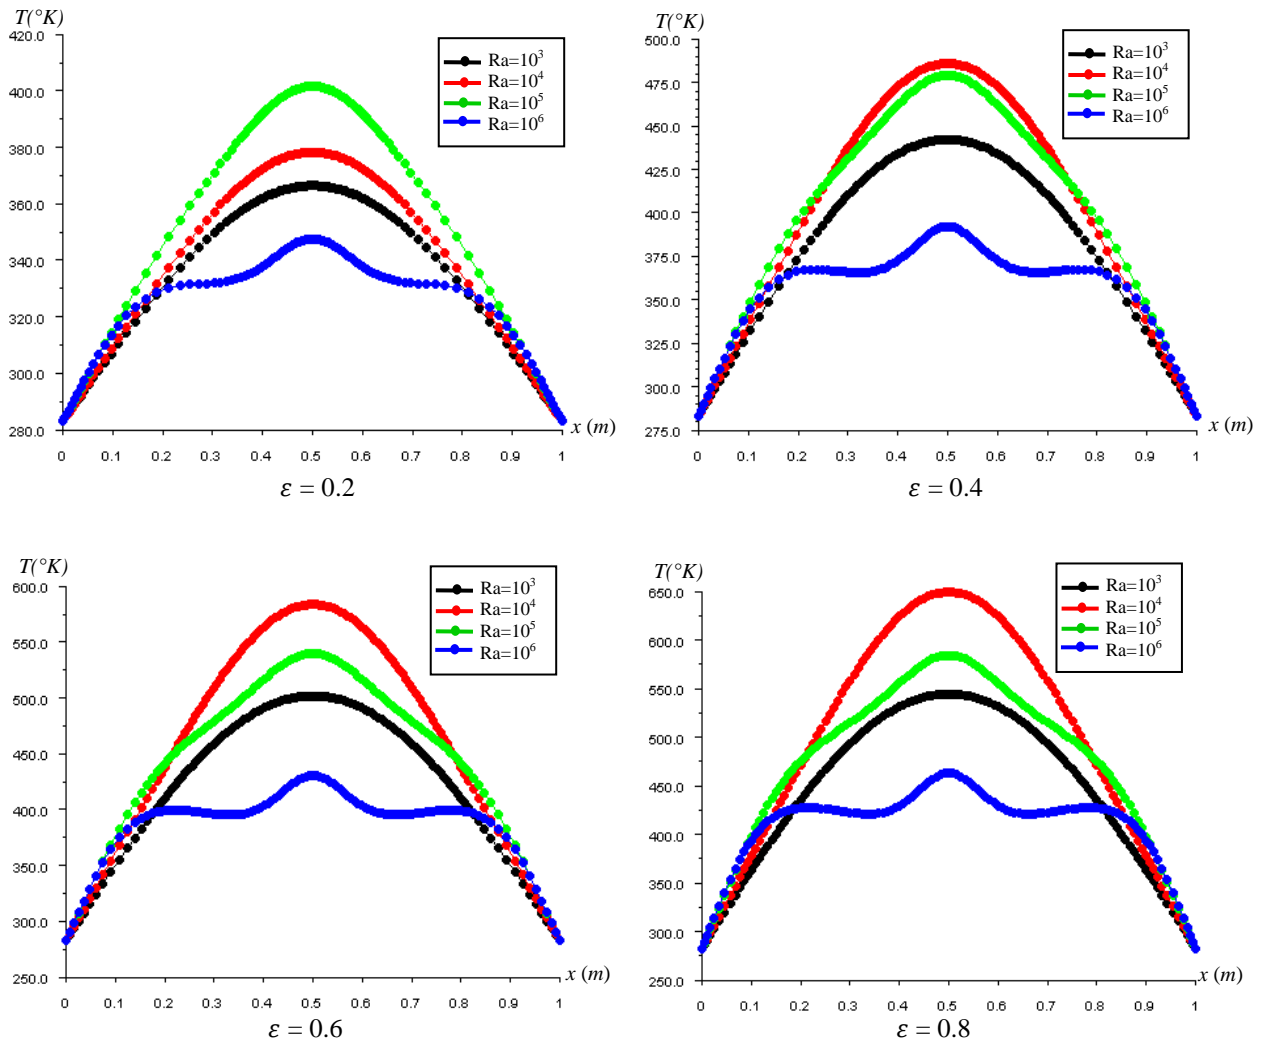 T(°K)
420.0
400.0
380.0
360.0
340.0
320.0
300.0
280.0
Ra=10³
Ra=10⁴
Ra=10⁵
Ra=10⁶
0 0.1 0.2 0.3 0.4 0.5 0.6 0.7 0.8 0.9 1
x (m)
ε = 0.2
T(°K)
500.0
475.0
450.0
425.0
400.0
375.0
350.0
325.0
300.0
275.0
Ra=10³
Ra=10⁴
Ra=10⁵
Ra=10⁶
0 0.1 0.2 0.3 0.4 0.5 0.6 0.7 0.8 0.9 1
x (m)
ε = 0.4
T(°K)
600.0
550.0
500.0
450.0
400.0
350.0
300.0
250.0
Ra=10³
Ra=10⁴
Ra=10⁵
Ra=10⁶
0 0.1 0.2 0.3 0.4 0.5 0.6 0.7 0.8 0.9 1
x (m)
ε = 0.6
T(°K)
650.0
600.0
550.0
500.0
450.0
400.0
350.0
300.0
250.0
Ra=10³
Ra=10⁴
Ra=10⁵
Ra=10⁶
0 0.1 0.2 0.3 0.4 0.5 0.6 0.7 0.8 0.9 1
x (m)
ε = 0.8